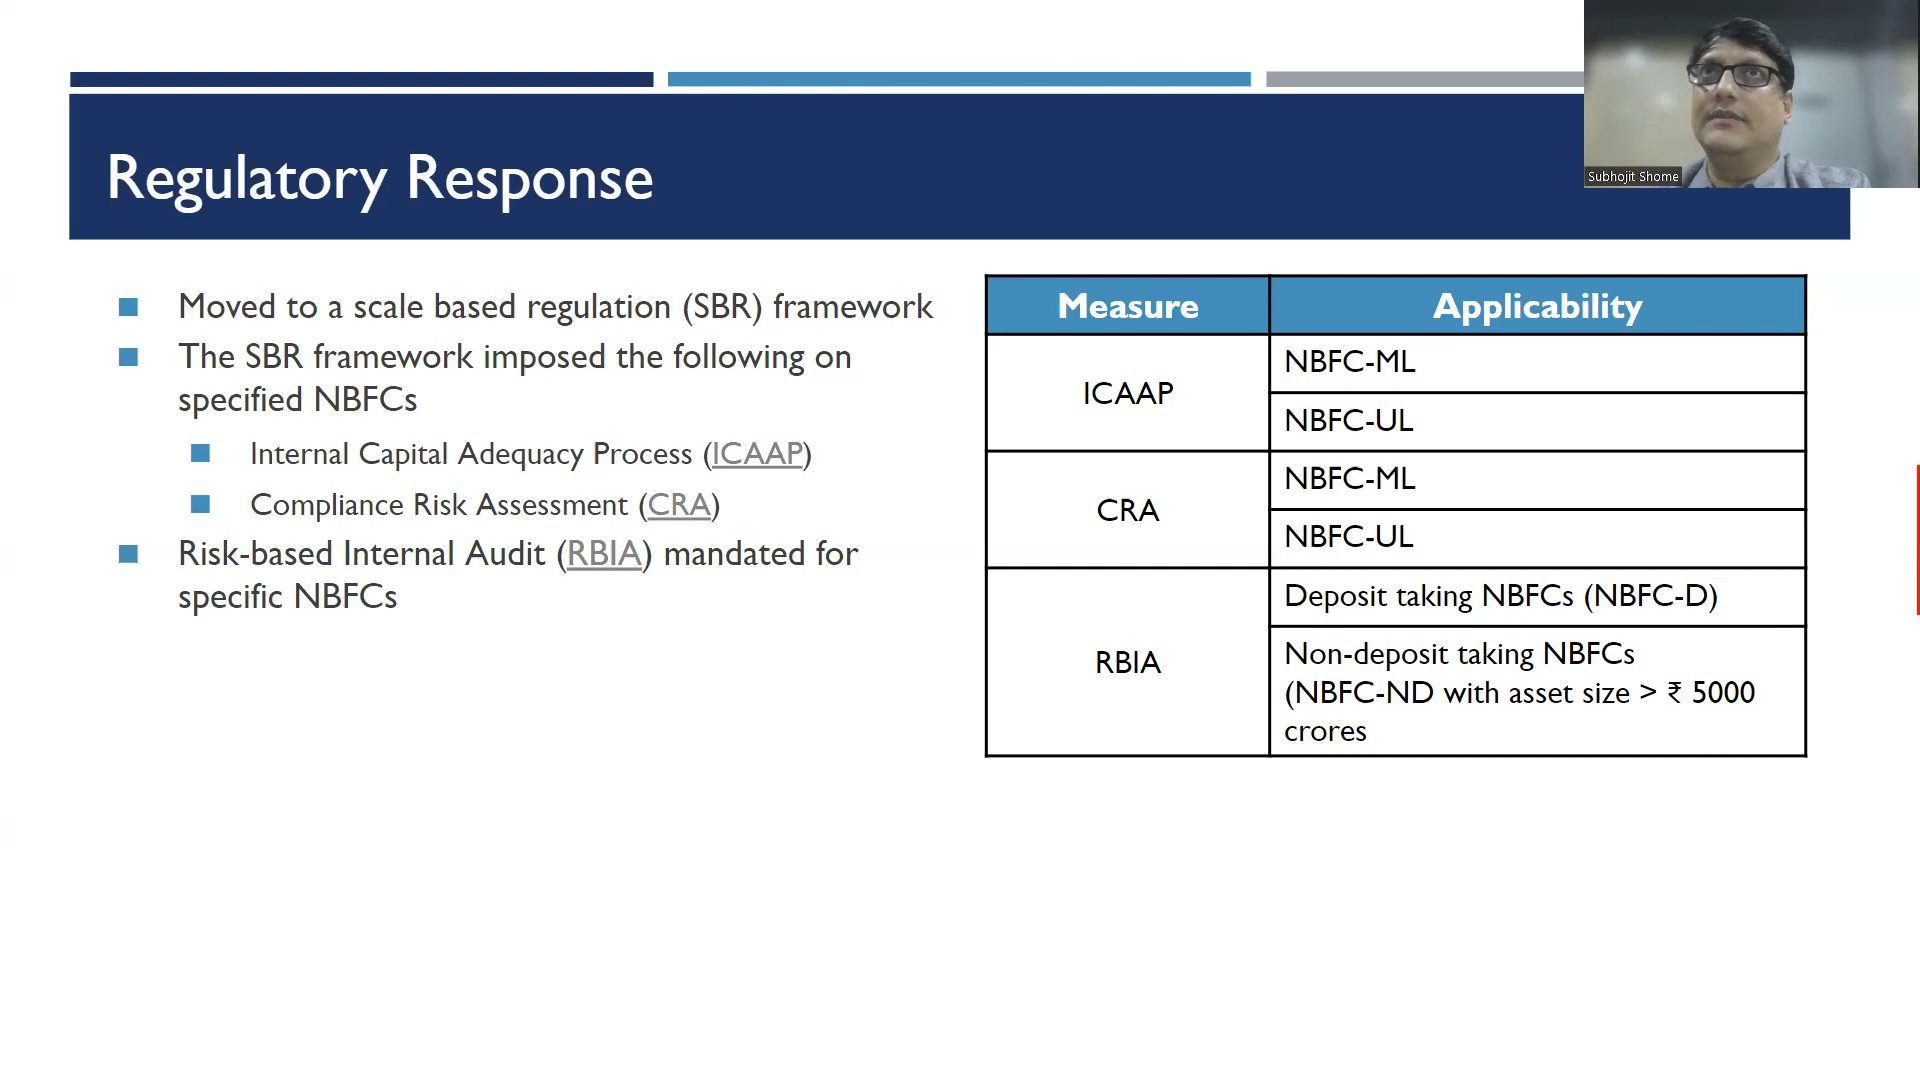 Regulatory Response
Subhojit Shome
Moved to a scale based regulation (SBR) framework
The SBR framework imposed the following on
specified NBFCs
Internal Capital Adequacy Process (ICAAP)
Compliance Risk Assessment (CRA)
Risk-based Internal Audit (RBIA) mandated for
specific NBFCs
Measure
Applicability
ICAAP
NBFC-ML
NBFC-UL
CRA
NBFC-ML
NBFC-UL
RBIA
Deposit taking NBFCs (NBFC-D)
Non-deposit taking NBFCs
(NBFC-ND with asset size > ₹ 5000
crores